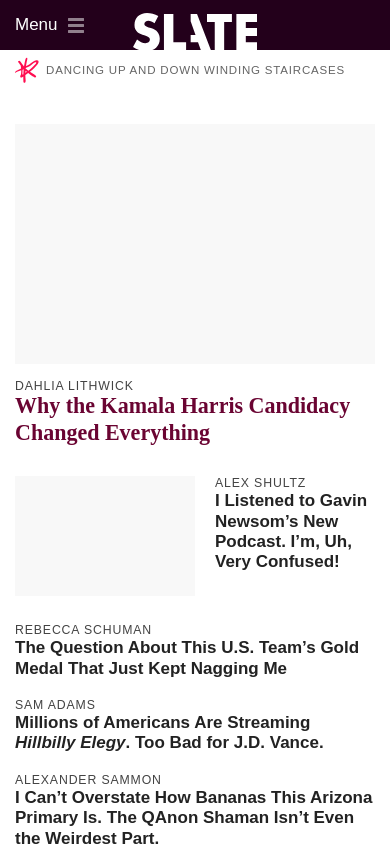 Menu
SLATE
DANCING UP AND DOWN WINDING STAIRCASES
DAHLIA LITHWICK
Why the Kamala Harris Candidacy
Changed Everything
ALEX SHULTZ
I Listened to Gavin
Newsom’s New
Podcast. I’m, Uh,
Very Confused!
REBECCA SCHUMAN
The Question About This U.S. Team’s Gold
Medal That Just Kept Nagging Me
SAM ADAMS
Millions of Americans Are Streaming
Hillbilly Elegy. Too Bad for J.D. Vance.
ALEXANDER SAMMON
I Can’t Overstate How Bananas This Arizona
Primary Is. The QAnon Shaman Isn’t Even
the Weirdest Part.